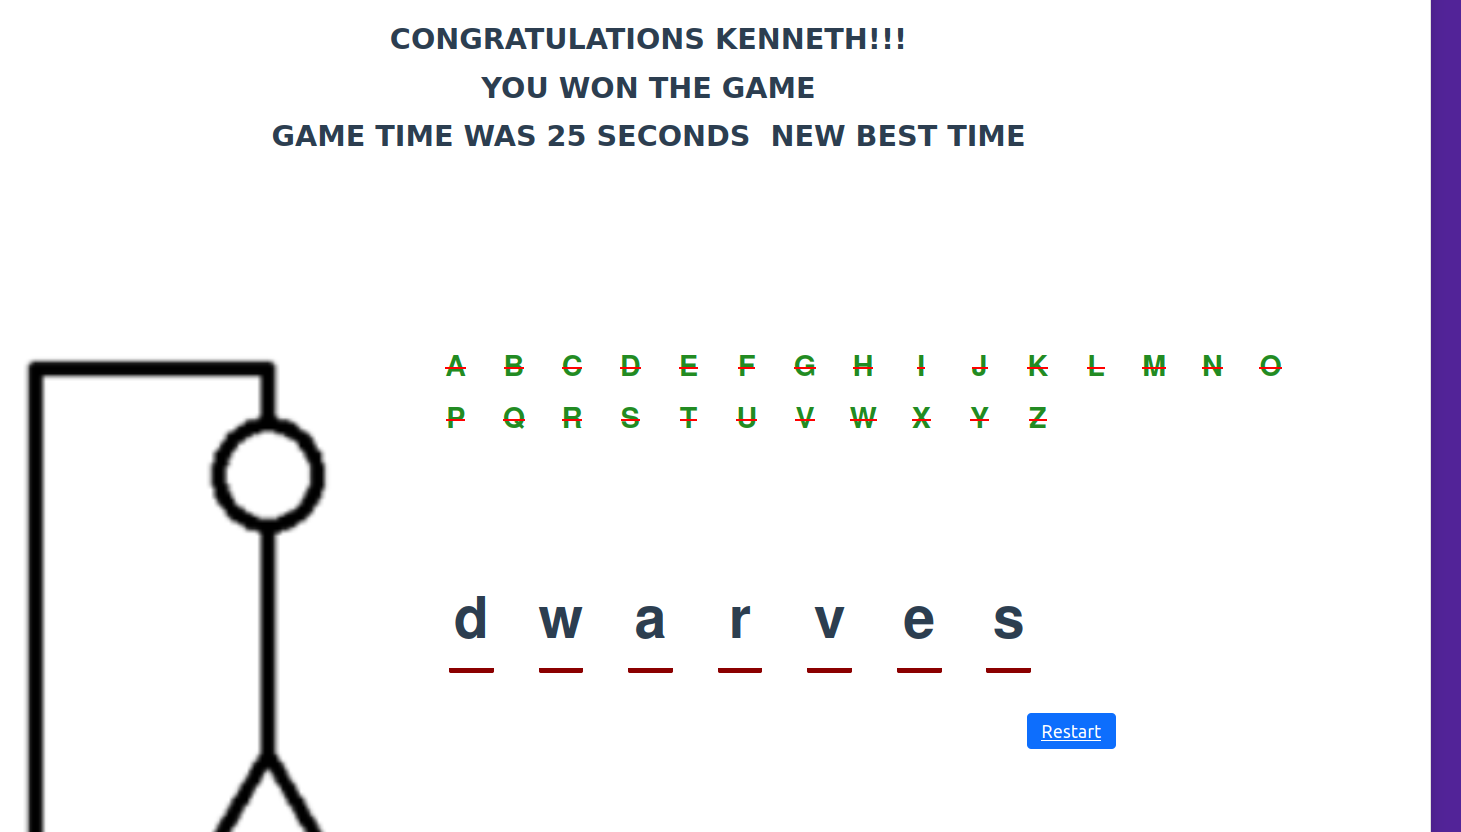 CONGRATULATIONS KENNETH!!!
YOU WON THE GAME
GAME TIME WAS 25 SECONDS  NEW BEST TIME
A B C D E F G H I J K L M N O
P Q R S T U V W X Y Z
d w a r v e s
Restart